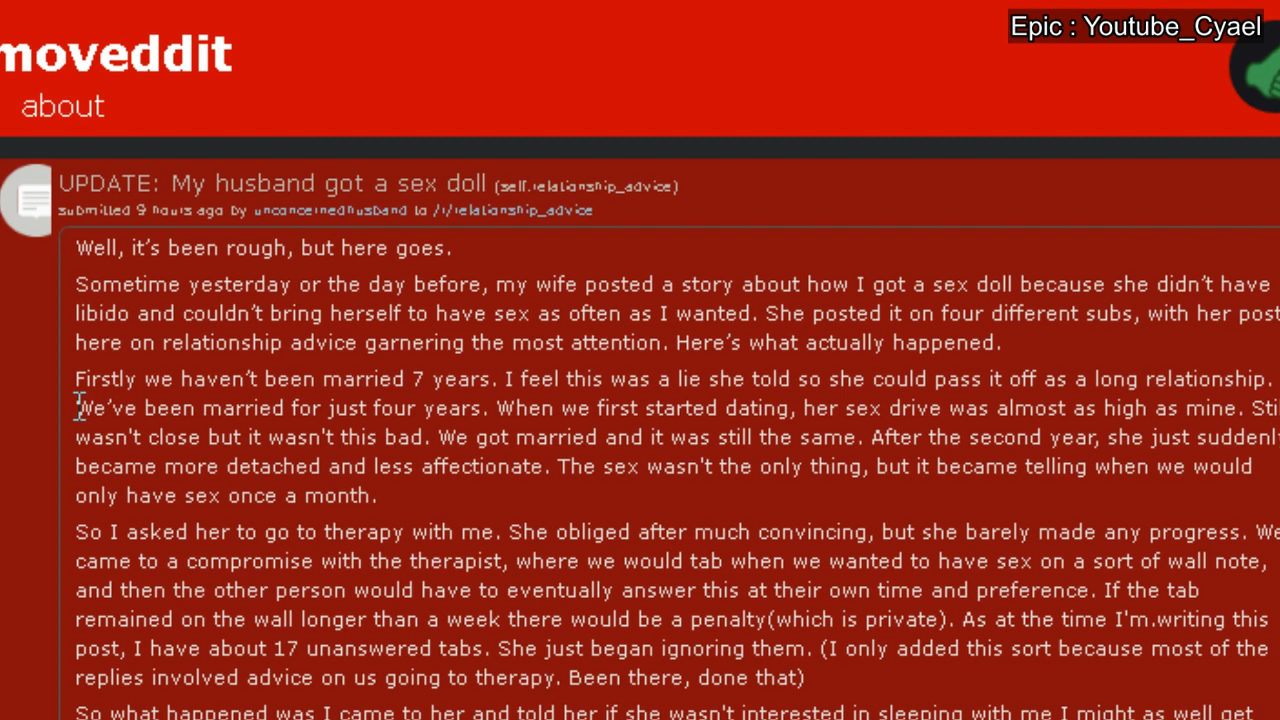 Epic : Youtube_Cyael
moveddit
about
UPDATE: My husband got a sex doll (self.relationship_advice)
submitted 9 hours ago by unconcernedhusband to /r/relationship_advice
Well, it’s been rough, but here goes.
Sometime yesterday or the day before, my wife posted a story about how I got a sex doll because she didn’t have
libido and couldn’t bring herself to have sex as often as I wanted. She posted it on four different subs, with her post
here on relationship advice garnering the most attention. Here’s what actually happened.
Firstly we haven’t been married 7 years. I feel this was a lie she told so she could pass it off as a long relationship.
We’ve been married for just four years. When we first started dating, her sex drive was almost as high as mine. Sti
wasn't close but it wasn't this bad. We got married and it was still the same. After the second year, she just suddenl
became more detached and less affectionate. The sex wasn't the only thing, but it became telling when we would
only have sex once a month.
So I asked her to go to therapy with me. She obliged after much convincing, but she barely made any progress. We
came to a compromise with the therapist, where we would tab when we wanted to have sex on a sort of wall note,
and then the other person would have to eventually answer this at their own time and preference. If the tab
remained on the wall longer than a week there would be a penalty(which is private). As at the time I'm.writing this
post, I have about 17 unanswered tabs. She just began ignoring them. (I only added this sort because most of the
replies involved advice on us going to therapy. Been there, done that)
So what happened was I came to her and told her if she wasn't interested in sleeping with me I might as well get